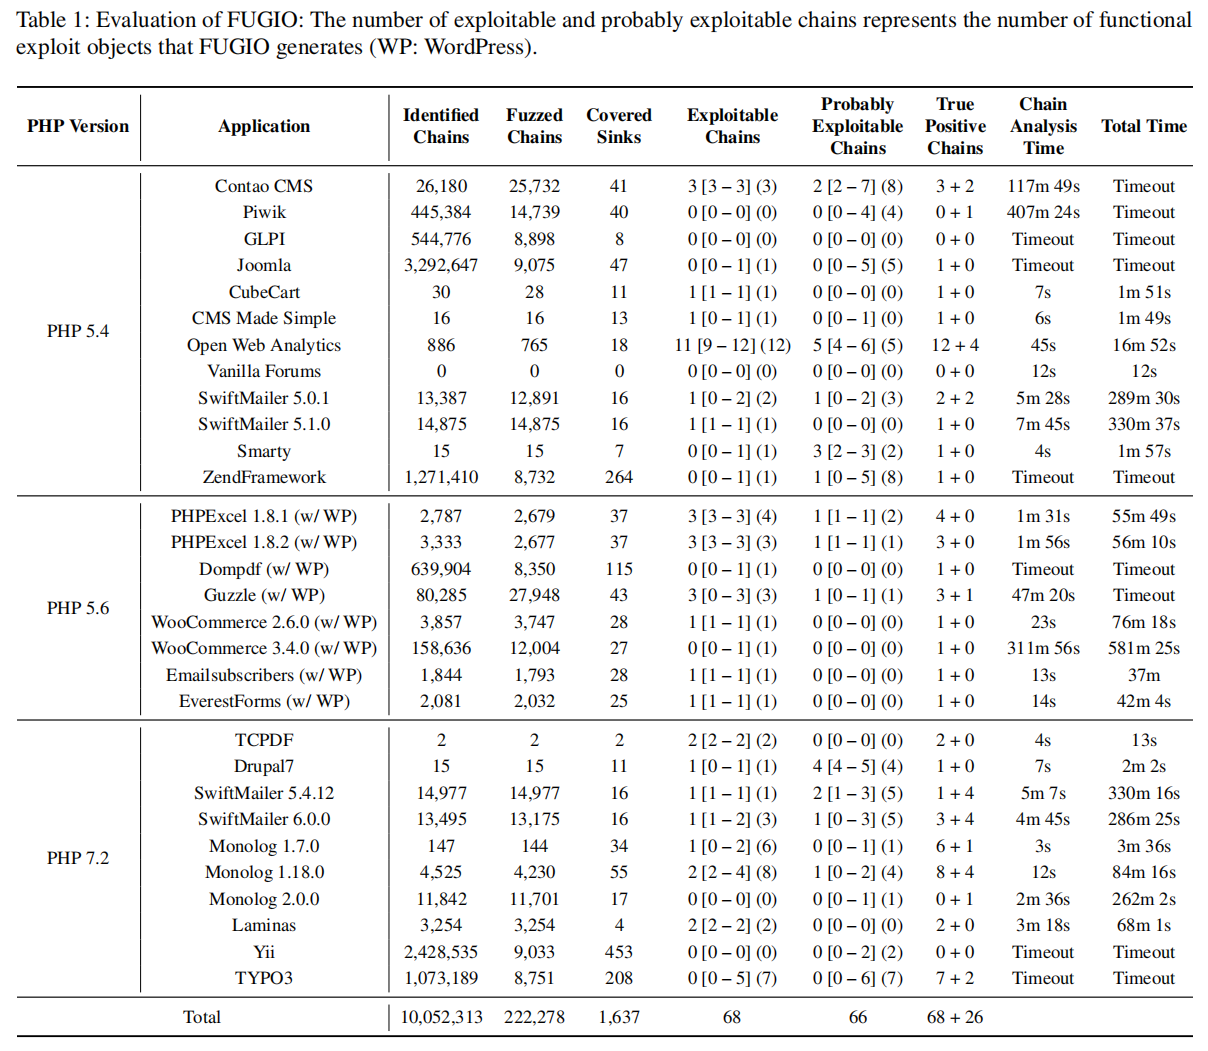 Table 1: Evaluation of FUGIO: The number of exploitable and probably exploitable chains represents the number of functional
exploit objects that FUGIO generates (WP: WordPress).
PHP Version Application Identified Chains Fuzzed Chains Covered Sinks Exploitable Chains Probably Exploitable Chains True Positive Chains Chain Analysis Time Total Time
PHP 5.4
Contao CMS 26,180 25,732 41 3 [3 – 3] (3) 2 [2 – 7] (8) 3 + 2 117m 49s Timeout
Piwik 445,384 14,739 40 0 [0 – 0] (0) 0 [0 – 4] (4) 0 + 1 407m 24s Timeout
GLPI 544,776 8,898 8 0 [0 – 0] (0) 0 [0 – 0] (0) 0 + 0 Timeout Timeout
Joomla 3,292,647 9,075 47 0 [0 – 1] (1) 0 [0 – 5] (5) 1 + 0 Timeout Timeout
CubeCart 30 28 11 1 [1 – 1] (1) 0 [0 – 0] (0) 1 + 0 7s 1m 51s
CMS Made Simple 16 16 13 1 [0 – 1] (1) 0 [0 – 1] (0) 1 + 0 6s 1m 49s
Open Web Analytics 886 765 18 11 [9 – 12] (12) 5 [4 – 6] (5) 12 + 4 45s 16m 52s
Vanilla Forums 0 0 0 0 [0 – 0] (0) 0 [0 – 0] (0) 0 + 0 12s 12s
SwiftMailer 5.0.1 13,387 12,891 16 1 [0 – 2] (2) 1 [0 – 2] (3) 2 + 2 5m 28s 289m 30s
SwiftMailer 5.1.0 14,875 14,875 16 1 [1 – 1] (1) 0 [0 – 0] (0) 1 + 0 7m 45s 330m 37s
Smarty 15 15 7 0 [0 – 1] (1) 3 [2 – 3] (2) 1 + 0 4s 1m 57s
ZendFramework 1,271,410 8,732 264 0 [0 – 1] (1) 1 [0 – 5] (8) 1 + 0 Timeout Timeout
PHP 5.6
PHPExcel 1.8.1 (w/ WP) 2,787 2,679 37 3 [3 – 3] (4) 1 [1 – 1] (2) 4 + 0 1m 31s 55m 49s
PHPExcel 1.8.2 (w/ WP) 3,333 2,677 37 3 [3 – 3] (3) 1 [1 – 1] (1) 3 + 0 1m 56s 56m 10s
Dompdf (w/ WP) 639,904 8,350 115 0 [0 – 1] (1) 0 [0 – 0] (0) 1 + 0 Timeout Timeout
Guzzle (w/ WP) 80,285 27,948 43 3 [0 – 3] (3) 1 [0 – 1] (1) 3 + 1 47m 20s Timeout
WooCommerce 2.6.0 (w/ WP) 3,857 3,747 28 1 [1 – 1] (1) 0 [0 – 0] (0) 1 + 0 23s 76m 18s
WooCommerce 3.4.0 (w/ WP) 158,636 12,004 27 0 [0 – 1] (1) 0 [0 – 0] (0) 1 + 0 311m 56s 581m 25s
Emailsubscribers (w/ WP) 1,844 1,793 28 1 [1 – 1] (1) 0 [0 – 0] (0) 1 + 0 13s 37m
EverestForms (w/ WP) 2,081 2,032 25 1 [1 – 1] (1) 0 [0 – 0] (0) 1 + 0 14s 42m 4s
PHP 7.2
TCPDF 2 2 2 2 [2 – 2] (2) 0 [0 – 0] (0) 2 + 0 4s 13s
Drupal7 15 15 11 1 [0 – 1] (1) 4 [4 – 5] (4) 1 + 0 7s 2m 2s
SwiftMailer 5.4.12 14,977 14,977 16 1 [1 – 1] (1) 2 [1 – 3] (5) 1 + 4 5m 7s 330m 16s
SwiftMailer 6.0.0 13,495 13,175 16 1 [1 – 2] (3) 1 [0 – 3] (5) 3 + 4 4m 45s 286m 25s
Monolog 1.7.0 147 144 34 1 [0 – 2] (6) 0 [0 – 1] (1) 6 + 1 3s 3m 36s
Monolog 1.18.0 4,525 4,230 55 2 [2 – 4] (8) 1 [0 – 2] (4) 8 + 4 12s 84m 16s
Monolog 2.0.0 11,842 11,701 17 0 [0 – 0] (0) 0 [0 – 1] (1) 0 + 1 2m 36s 262m 2s
Laminas 3,254 3,254 4 2 [2 – 2] (2) 0 [0 – 0] (0) 2 + 0 3m 18s 68m 1s
Yii 2,428,535 9,033 453 0 [0 – 0] (0) 0 [0 – 2] (2) 0 + 0 Timeout Timeout
TYPO3 1,073,189 8,751 208 0 [0 – 5] (7) 0 [0 – 6] (7) 7 + 2 Timeout Timeout
Total 10,052,313 222,278 1,637 68 66 68 + 26